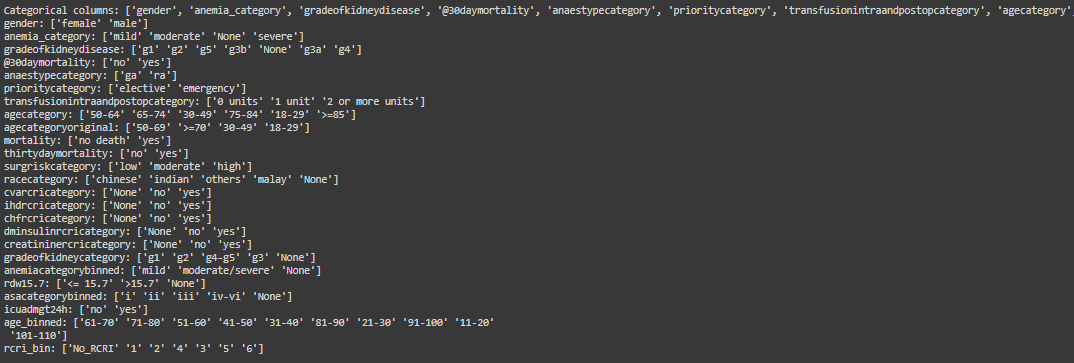 Categorical columns: ['gender', 'anemia_category', 'gradeofkidneydisease', '@30daymortality', 'anaestypecategory', 'prioritycategory', 'transfusionintraandpostopcategory', 'agecategory',
gender: ['female' 'male']
anemia_category: ['mild' 'moderate' 'None' 'severe']
gradeofkidneydisease: ['g1' 'g2' 'g5' 'g3b' 'None' 'g3a' 'g4']
@30daymortality: ['no' 'yes']
anaestypecategory: ['ga' 'ra']
prioritycategory: ['elective' 'emergency']
transfusionintraandpostopcategory: ['0 units' '1 unit' '2 or more units']
agecategory: ['50-64' '65-74' '30-49' '75-84' '18-29' '>=85']
agecategoryoriginal: ['50-69' '>=70' '30-49' '18-29']
mortality: ['no death' 'yes']
thirtydaymortality: ['no' 'yes']
surgriskcategory: ['low' 'moderate' 'high']
racecategory: ['chinese' 'indian' 'others' 'malay' 'None']
cvarcricategory: ['None' 'no' 'yes']
ihdrcricategory: ['None' 'no' 'yes']
chfrcricategory: ['None' 'no' 'yes']
dminsulinrcricategory: ['None' 'no' 'yes']
creatininercricategory: ['None' 'no' 'yes']
gradeofkidneycategory: ['g1' 'g2' 'g4-g5' 'g3' 'None']
anemiacategorybinned: ['mild' 'moderate/severe' 'None']
rdw15.7: ['<= 15.7' '>15.7' 'None']
asacategorybinned: ['i' 'ii' 'iii' 'iv-vi' 'None']
icuadmgt24h: ['no' 'yes']
age_binned: ['61-70' '71-80' '51-60' '41-50' '31-40' '81-90' '21-30' '91-100' '11-20'
'101-110']
rcri_bin: ['No_RCRI' '1' '2' '4' '3' '5' '6']